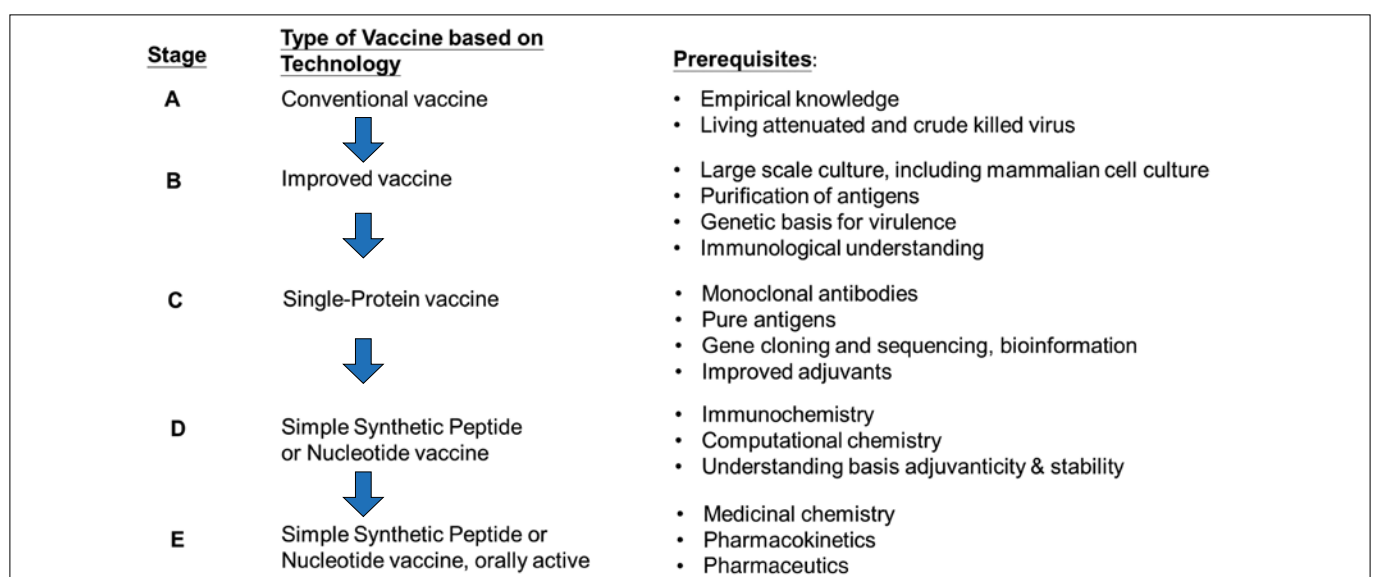 Stage
Type of Vaccine based on
Technology
Prerequisites:
A
Conventional vaccine
• Empirical knowledge
• Living attenuated and crude killed virus
B
Improved vaccine
• Large scale culture, including mammalian cell culture
• Purification of antigens
• Genetic basis for virulence
• Immunological understanding
C
Single-Protein vaccine
• Monoclonal antibodies
• Pure antigens
• Gene cloning and sequencing, bioinformation
• Improved adjuvants
D
Simple Synthetic Peptide
or Nucleotide vaccine
• Immunochemistry
• Computational chemistry
• Understanding basis adjuvanticity & stability
E
Simple Synthetic Peptide or
Nucleotide vaccine, orally active
• Medicinal chemistry
• Pharmacokinetics
• Pharmaceutics